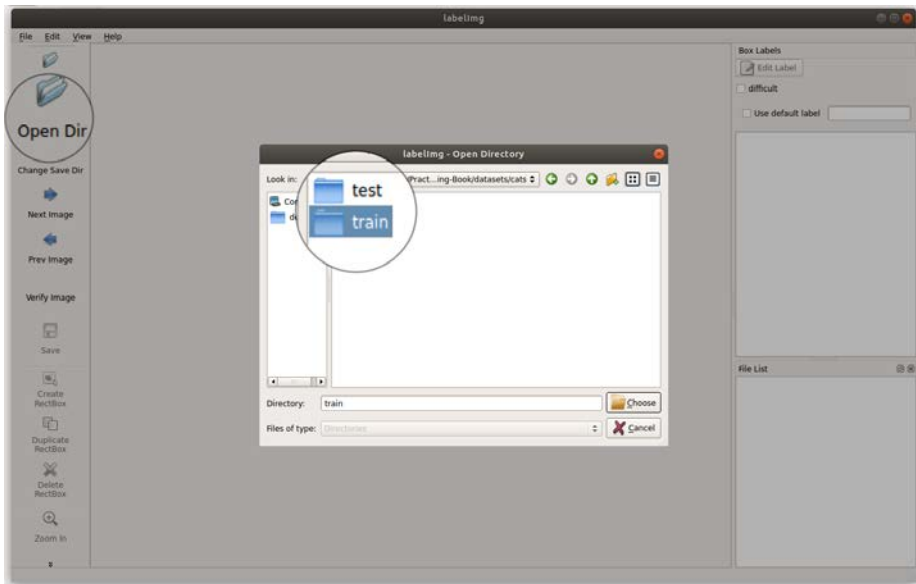 labelImg
File Edit View Help
Open Dir
Change Save Dir
Next Image
Prev Image
Verify Image
Save
Create
RectBox
Duplicate
RectBox
Delete
RectBox
Zoom In
labelImg - Open Directory
Look in:
Pract...ing-Book/datasets/cats
test
train
Directory: train
Choose
Files of type: Directories
Cancel
Box Labels
Edit Label
difficult
Use default label
File List